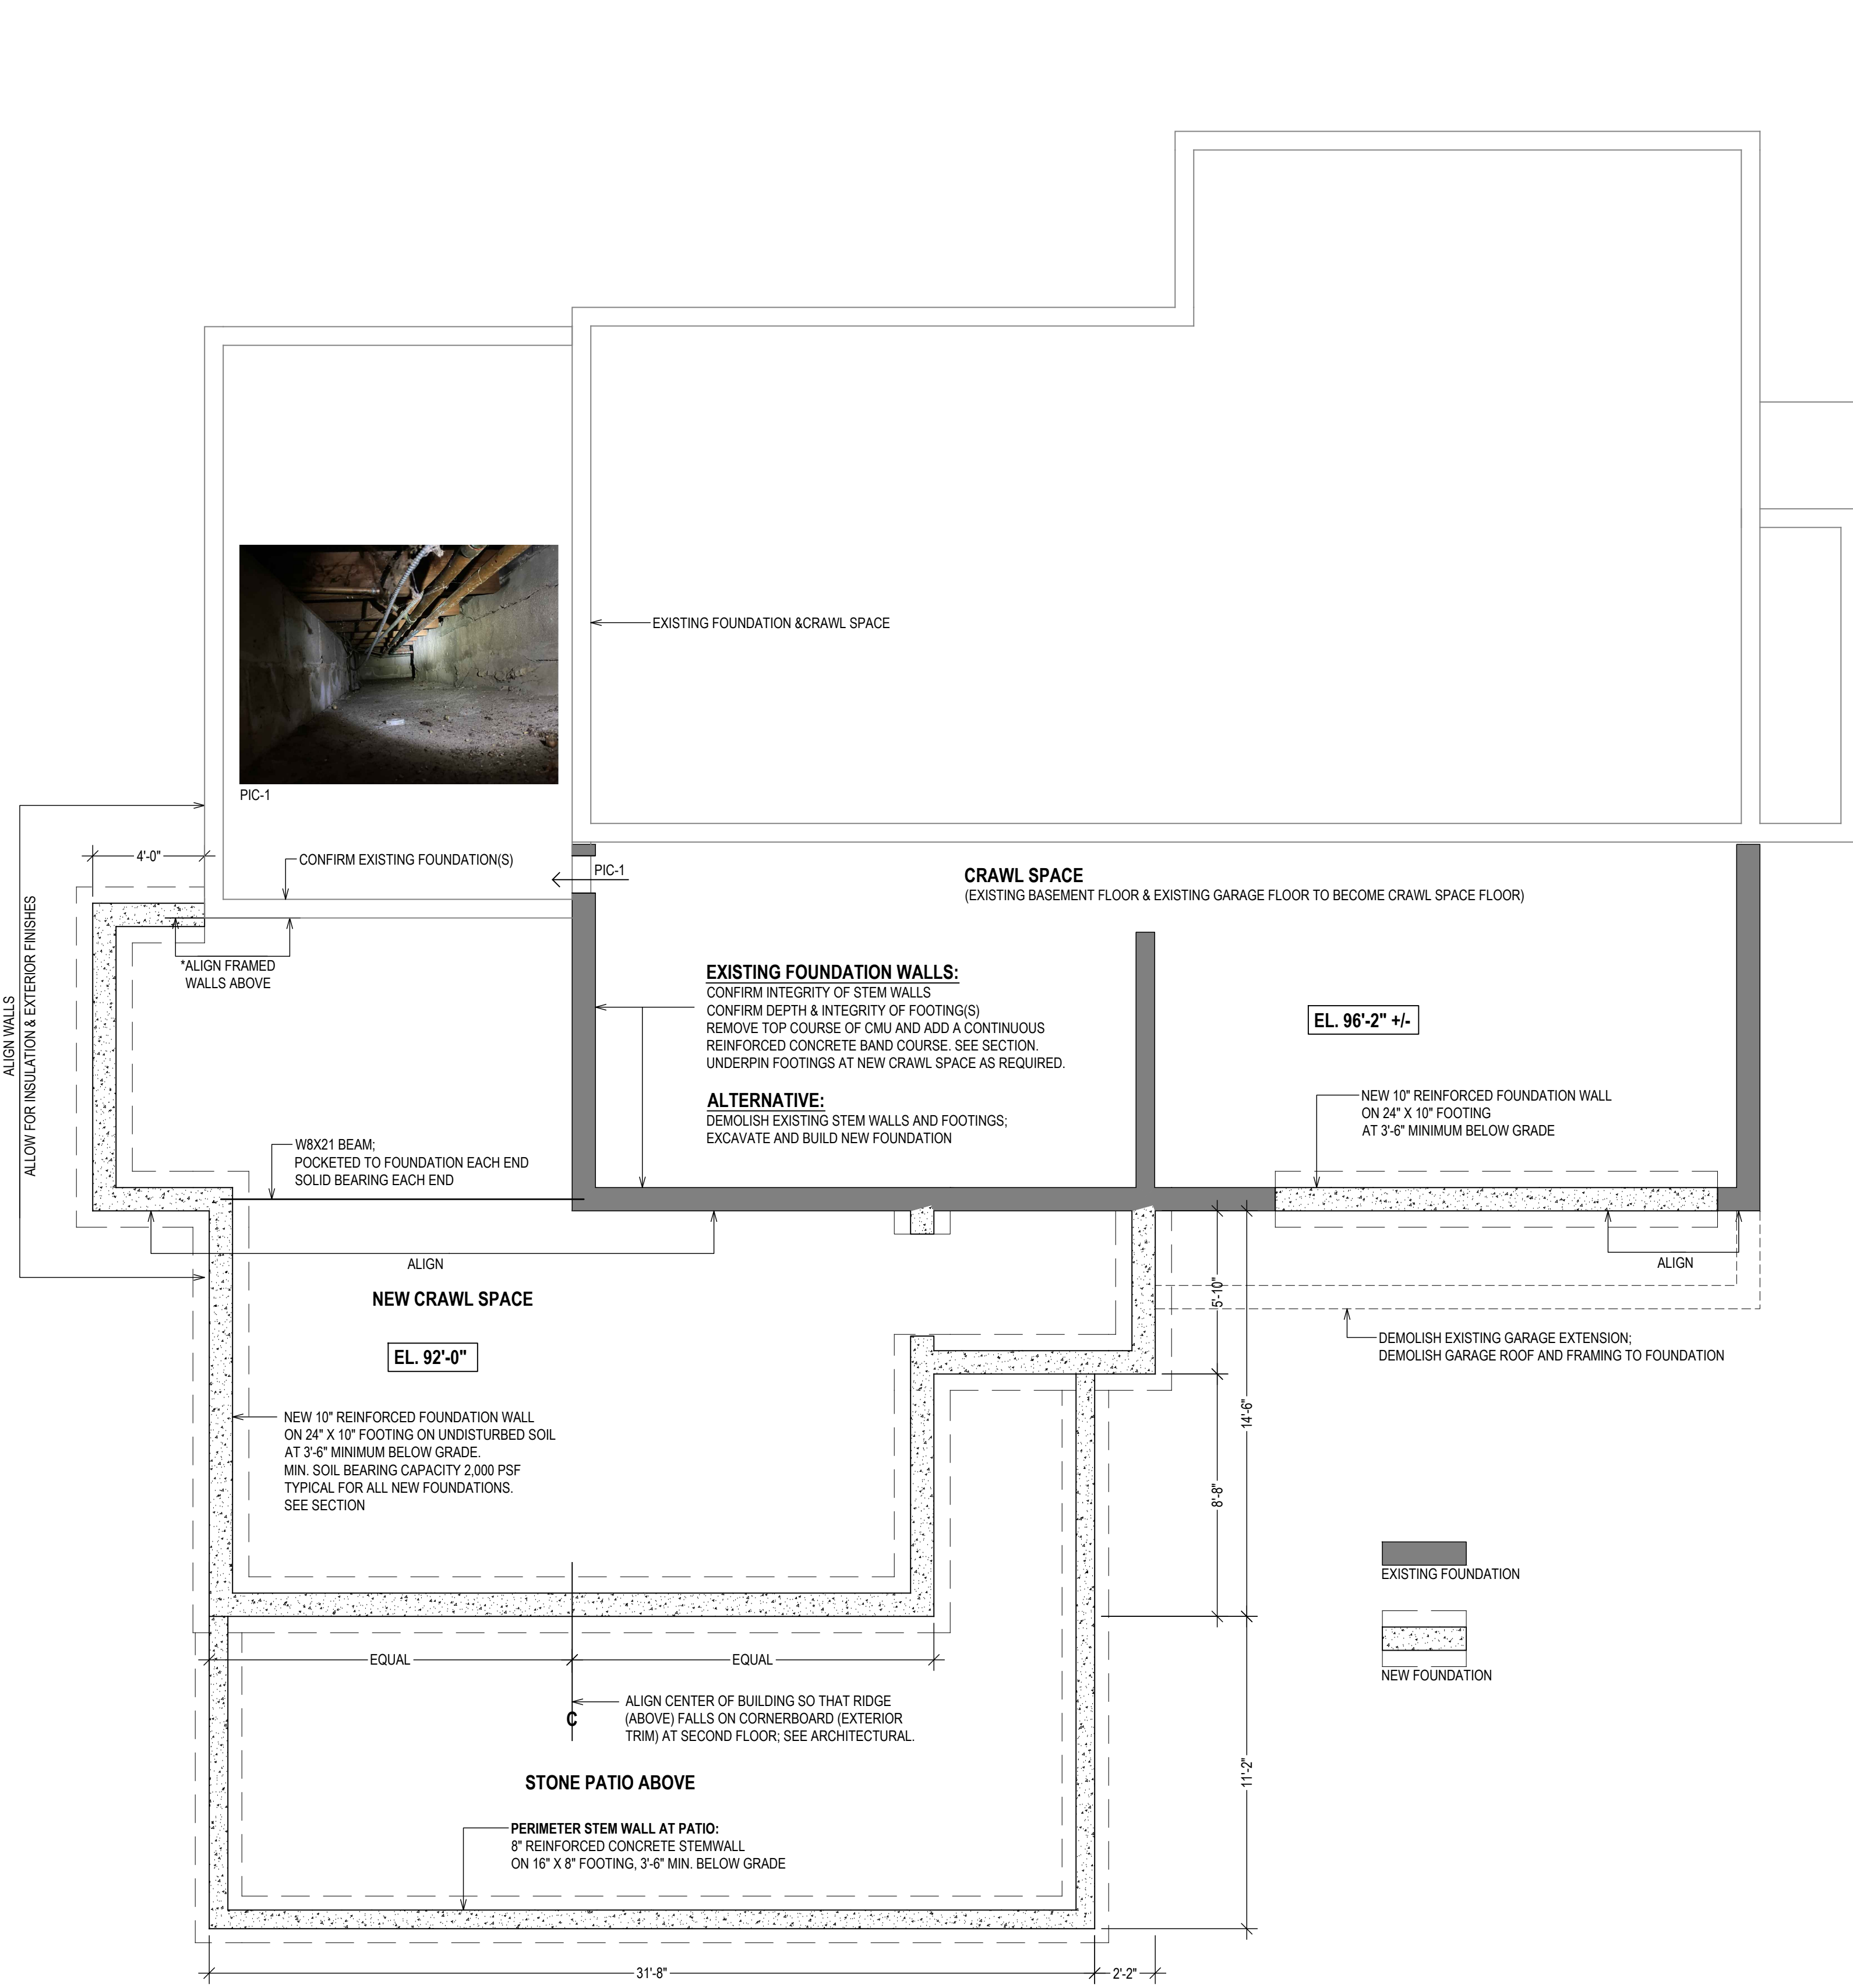 EXISTING FOUNDATION &CRAWL SPACE
PIC-1
4'-0"
CONFIRM EXISTING FOUNDATION(S)
PIC-1
CRAWL SPACE
(EXISTING BASEMENT FLOOR & EXISTING GARAGE FLOOR TO BECOME CRAWL SPACE FLOOR)
ALIGN WALLS
ALLOW FOR INSULATION & EXTERIOR FINISHES
*ALIGN FRAMED
WALLS ABOVE
EXISTING FOUNDATION WALLS:
CONFIRM INTEGRITY OF STEM WALLS
CONFIRM DEPTH & INTEGRITY OF FOOTING(S)
REMOVE TOP COURSE OF CMU AND ADD A CONTINUOUS
REINFORCED CONCRETE BAND COURSE. SEE SECTION.
UNDERPIN FOOTINGS AT NEW CRAWL SPACE AS REQUIRED.
ALTERNATIVE:
DEMOLISH EXISTING STEM WALLS AND FOOTINGS;
EXCAVATE AND BUILD NEW FOUNDATION
EL. 96'-2" +/-
NEW 10" REINFORCED FOUNDATION WALL
ON 24" X 10" FOOTING
AT 3'-6" MINIMUM BELOW GRADE
W8X21 BEAM;
POCKETED TO FOUNDATION EACH END
SOLID BEARING EACH END
ALIGN
ALIGN
NEW CRAWL SPACE
5'-10"
EL. 92'-0"
DEMOLISH EXISTING GARAGE EXTENSION;
DEMOLISH GARAGE ROOF AND FRAMING TO FOUNDATION
NEW 10" REINFORCED FOUNDATION WALL
ON 24" X 10" FOOTING ON UNDISTURBED SOIL
AT 3'-6" MINIMUM BELOW GRADE.
MIN. SOIL BEARING CAPACITY 2,000 PSF
TYPICAL FOR ALL NEW FOUNDATIONS.
SEE SECTION
14'-6"
8'-8"
EXISTING FOUNDATION
NEW FOUNDATION
EQUAL
EQUAL
ALIGN CENTER OF BUILDING SO THAT RIDGE
(ABOVE) FALLS ON CORNERBOARD (EXTERIOR
TRIM) AT SECOND FLOOR; SEE ARCHITECTURAL.
C
STONE PATIO ABOVE
11'-2"
PERIMETER STEM WALL AT PATIO:
8" REINFORCED CONCRETE STEMWALL
ON 16" X 8" FOOTING, 3'-6" MIN. BELOW GRADE
31'-8"
2'-2"